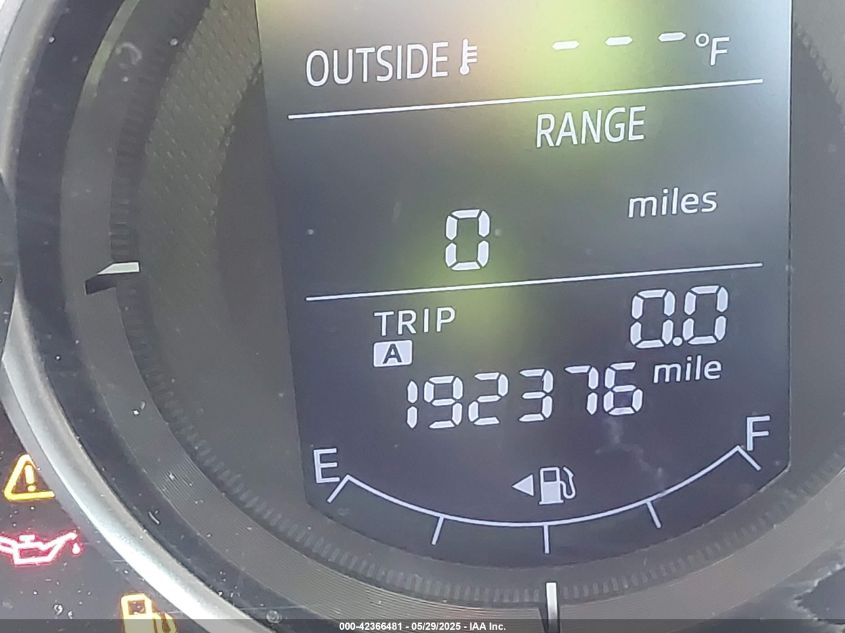 OUTSIDE --- °F
RANGE
0 miles
TRIP A 0.0
192376 mile
E F
000-42366481 - 05/29/2025 - IAA Inc.